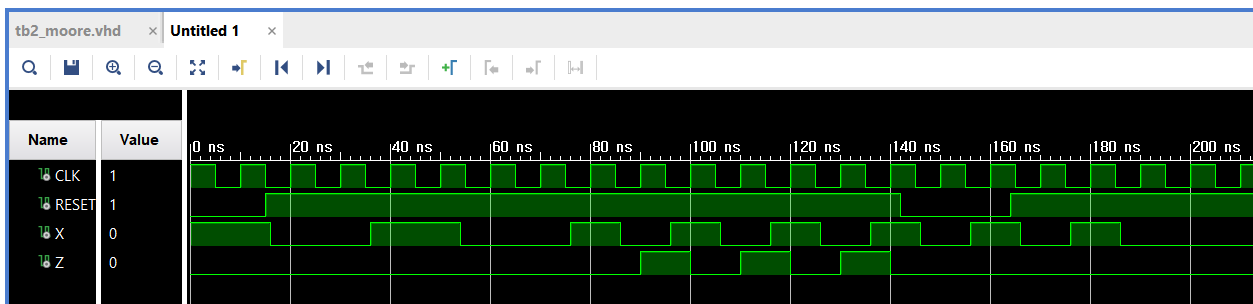 tb2_moore.vhd × Untitled 1 ×
Name Value
0 ns 20 ns 40 ns 60 ns 80 ns 100 ns 120 ns 140 ns 160 ns 180 ns 200 ns
CLK 1
RESET 1
X 0
Z 0